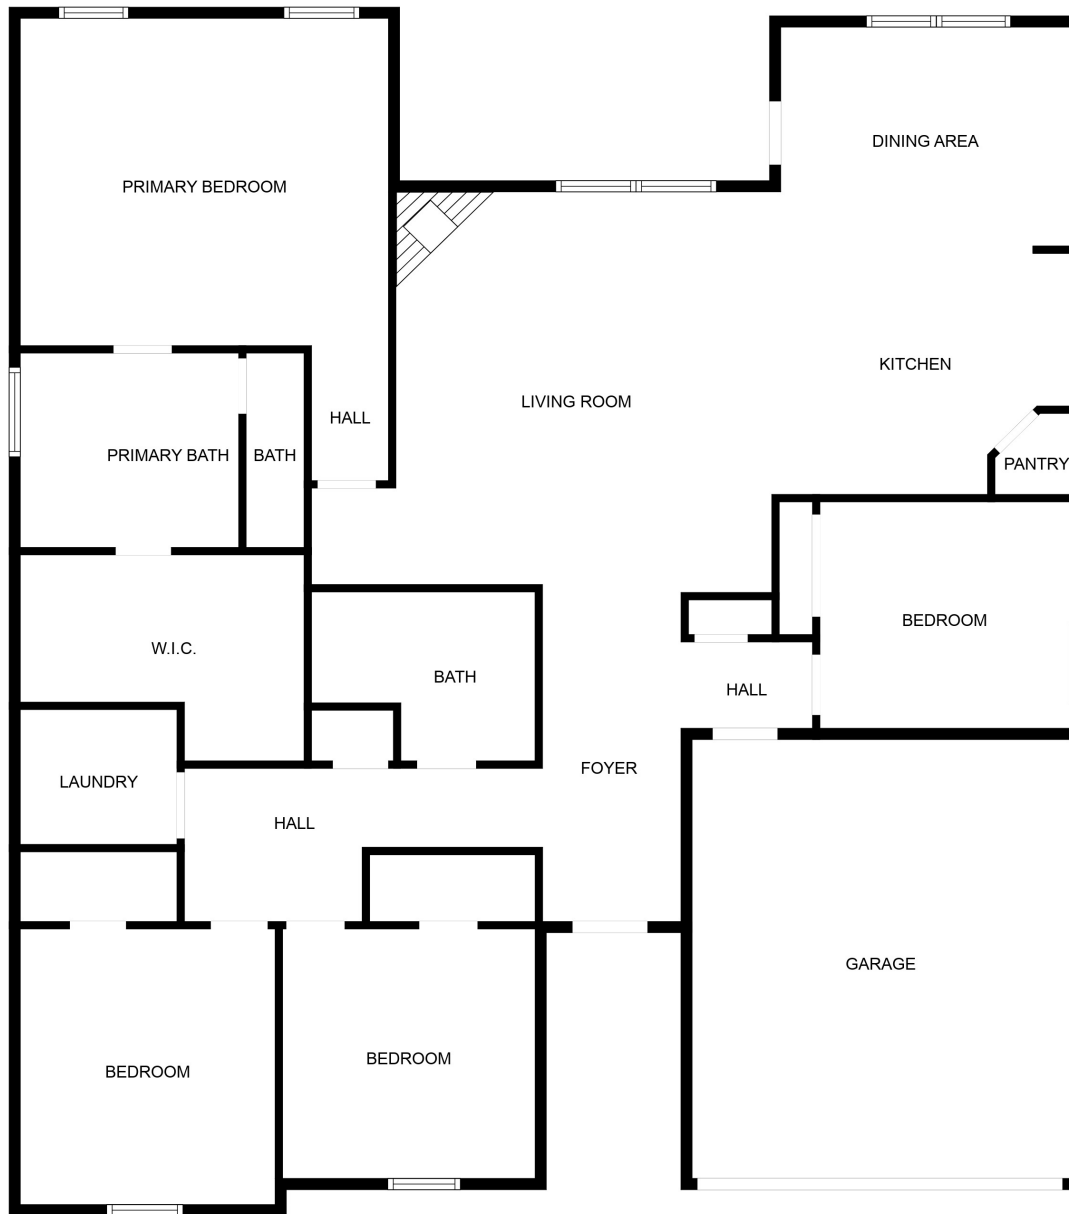 DINING AREA
PRIMARY BEDROOM
KITCHEN
LIVING ROOM
HALL
PRIMARY BATH
BATH
PANTRY
BEDROOM
W.I.C.
BATH
HALL
FOYER
LAUNDRY
HALL
GARAGE
BEDROOM
BEDROOM